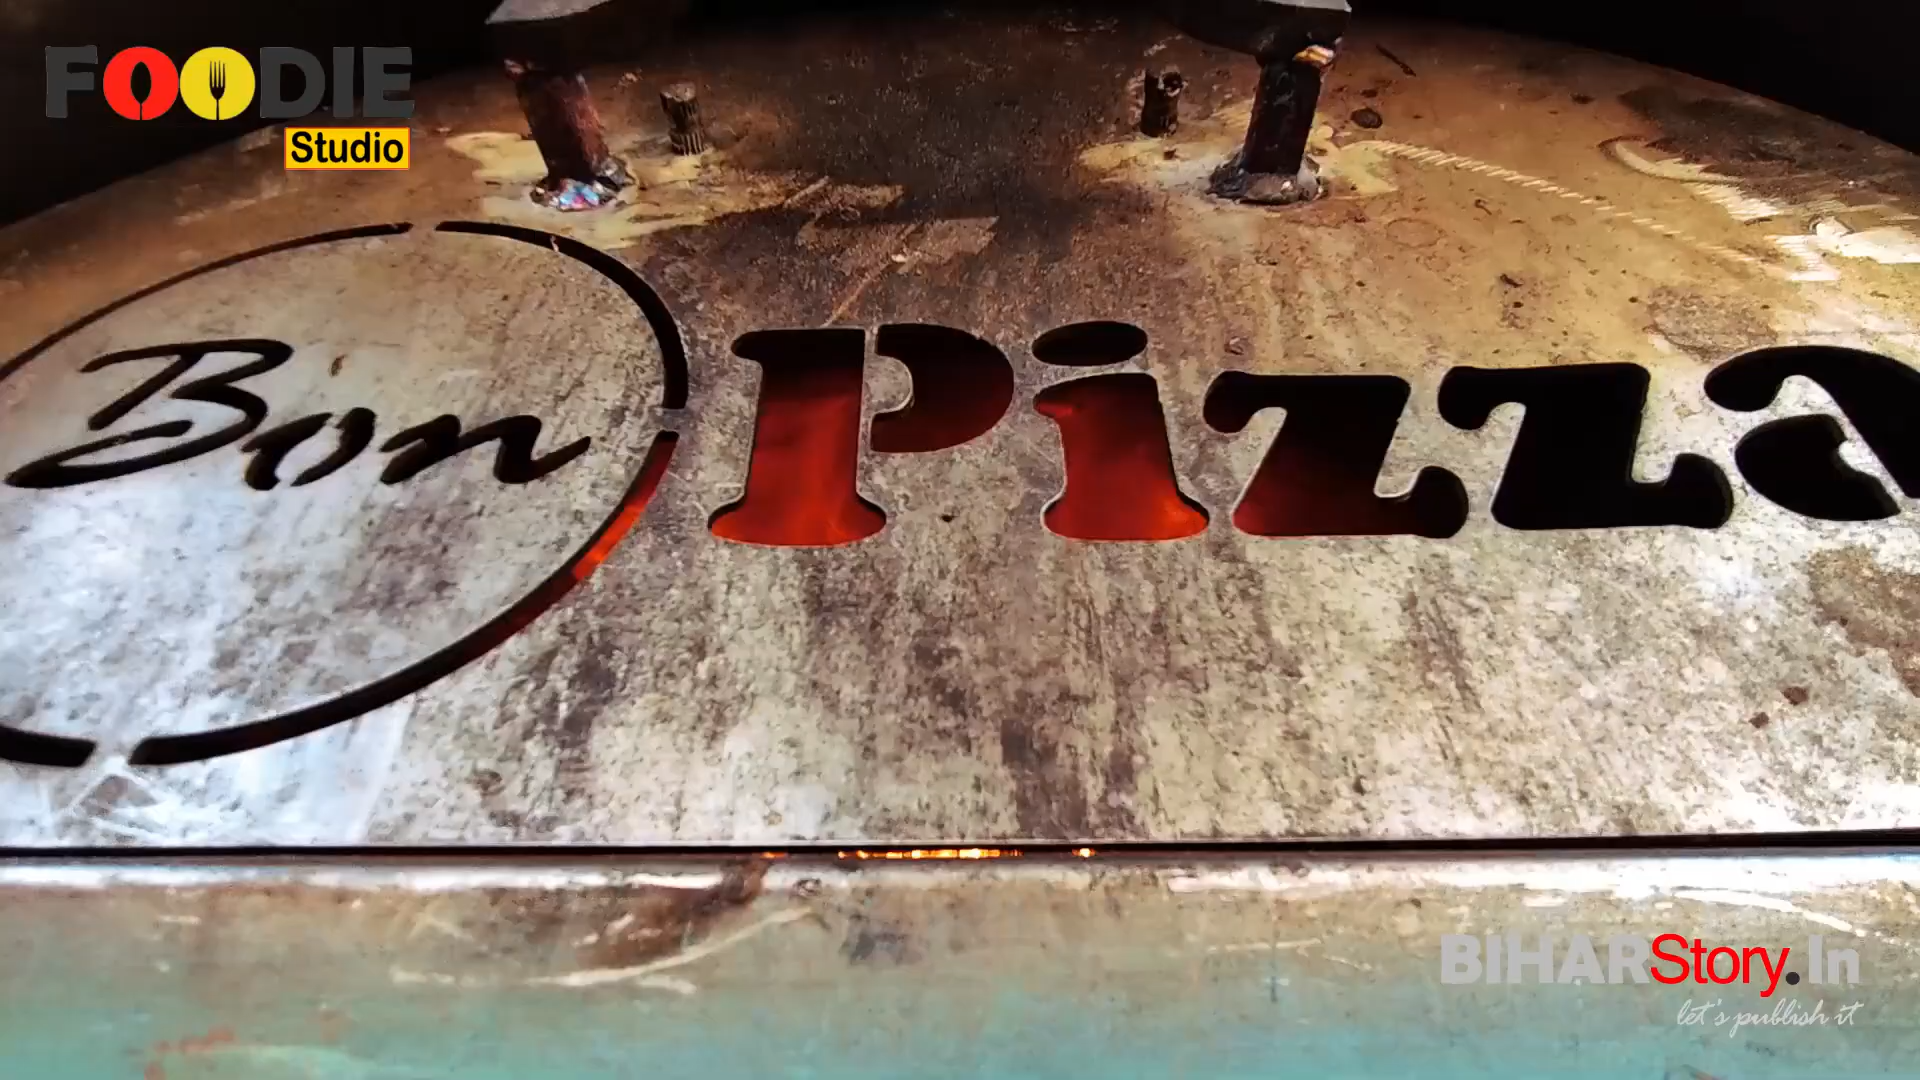 FOODIE
Studio
Bon Pizza
BIHARStory.In
let's publish it